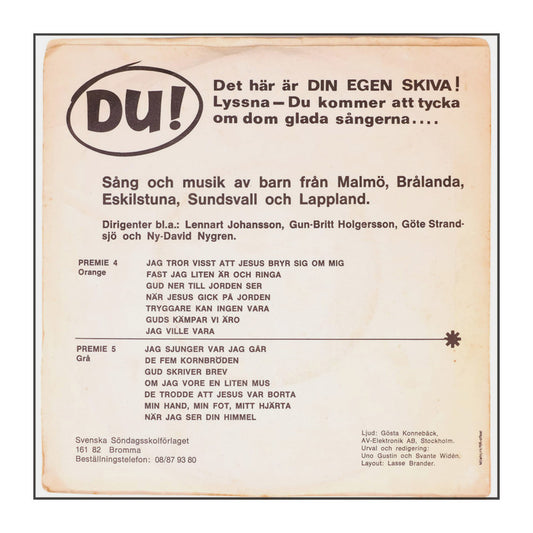 DU!
Det här är DIN EGEN SKIVA!
Lyssna – Du kommer att tycka
om dom glada sångerna....
Sång och musik av barn från Malmö, Brålanda,
Eskilstuna, Sundsvall och Lappland.
Dirigenter bl.a.: Lennart Johansson, Gun-Britt Holgersson, Göte Strand-
sjö och Ny-David Nygren.
PREMIE 4 JAG TROR VISST ATT JESUS BRYR SIG OM MIG
Orange FAST JAG LITEN ÄR OCH RINGA
GUD NER TILL JORDEN SER
NÄR JESUS GICK PÅ JORDEN
TRYGGARE KAN INGEN VARA
GUDS KÄMPAR VI ÄRO
JAG VILLE VARA
PREMIE 5 JAG SJUNGER VAR JAG GÅR
Grå DE FEM KORNBRÖDEN
GUD SKRIVER BREV
OM JAG VORE EN LITEN MUS
DE TRODDE ATT JESUS VAR BORTA
MIN HAND, MIN FOT, MITT HJÄRTA
NÄR JAG SER DIN HIMMEL
Svenska Söndagsskolförlaget
161 82 Bromma
Beställningstelefon: 08/87 93 80
Ljud: Gösta Konnebäck,
AV-Elektronik AB, Stockholm.
Urval och redigering:
Uno Gustin och Svante Widén.
Layout: Lasse Brander.